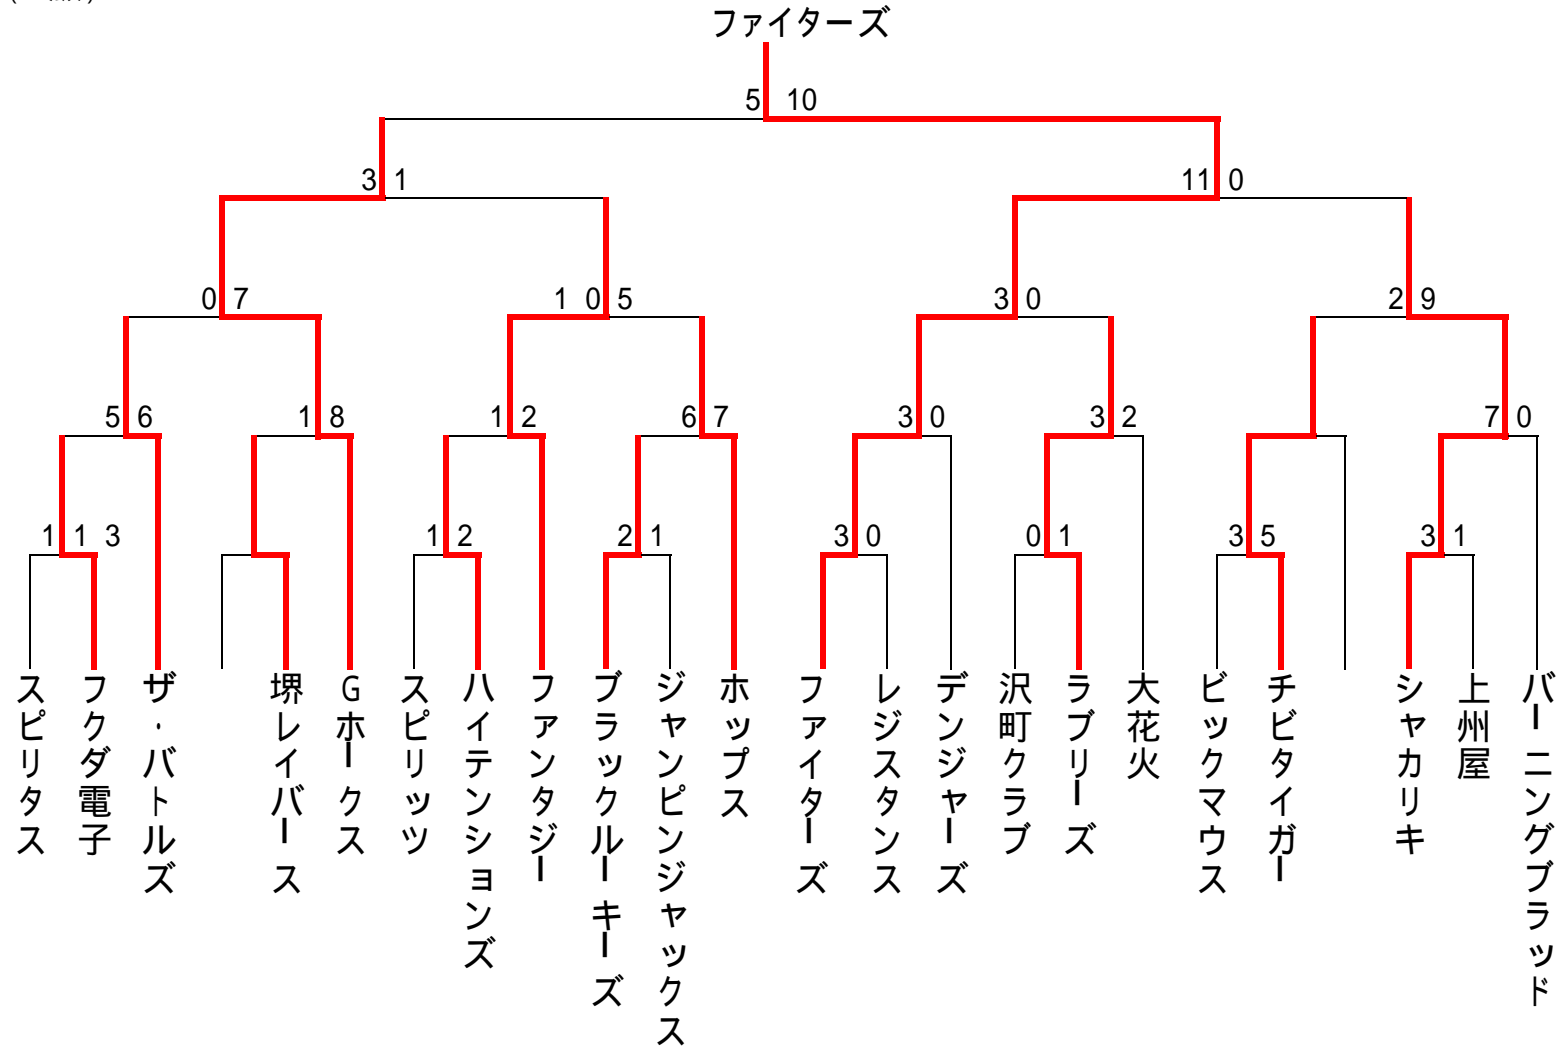 ファイターズ
5 10
3 1
11 0
0 7
1 0 5
3 0
2 9
5 6
1 8
1 2
6 7
3 0
3 2
7 0
1 1 3
1 2
2 1
3 0
0 1
3 5
3 1
スピリタス
フクダ電子
ザ・バトルズ
堺レイバース
Gホークス
スピリッツ
ハイテンションズ
ファンタジー
ブラックルーキーズ
ジャンピンジャックス
ホップス
ファイターズ
レジスタンス
デンジャーズ
沢町クラブ
ラブリーズ
大花火
ビックマウス
チビタイガー
シャカリキ
上州屋
バーニングブラッド